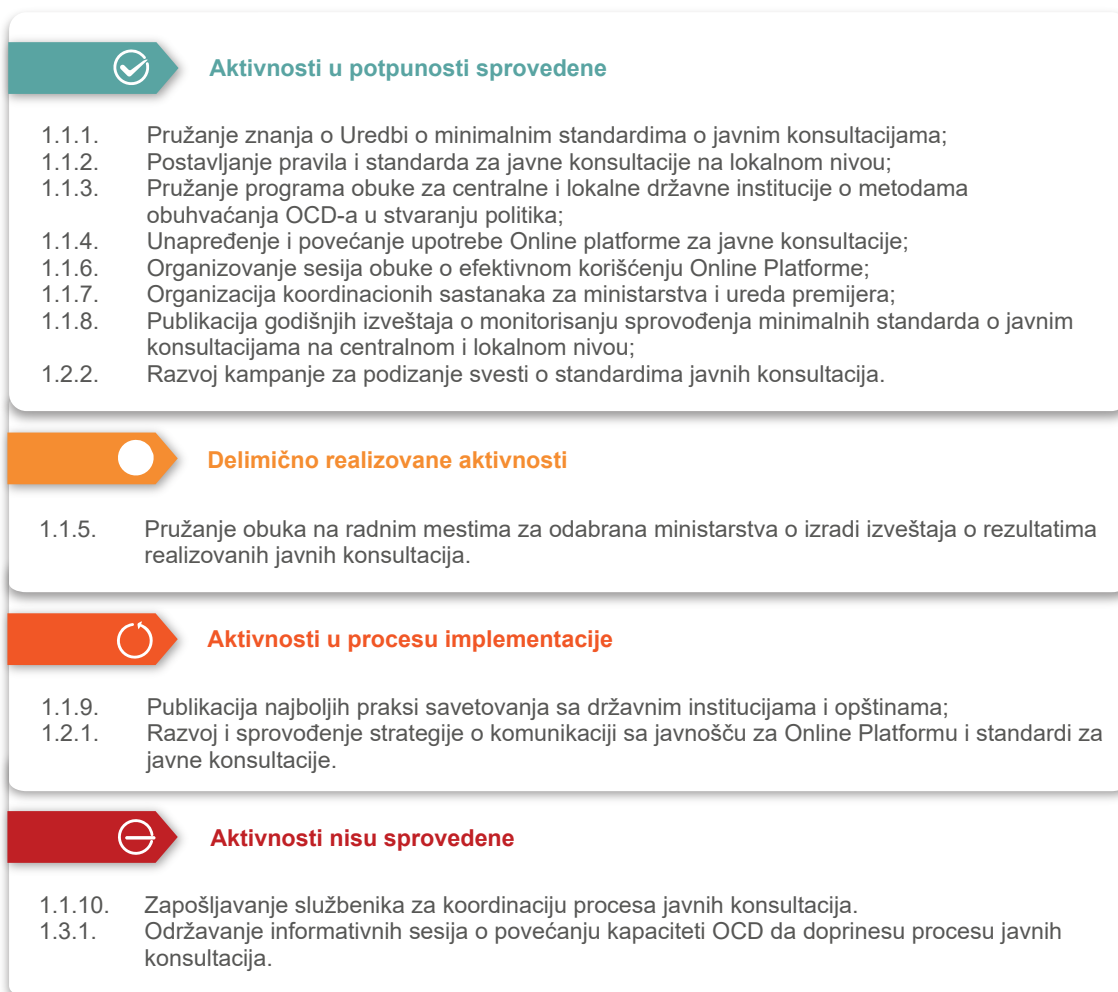 Aktivnosti u potpunosti sprovedene
1.1.1. Pružanje znanja o Uredbi o minimalnim standardima o javnim konsultacijama;
1.1.2. Postavljanje pravila i standarda za javne konsultacije na lokalnom nivou;
1.1.3. Pružanje programa obuke za centralne i lokalne državne institucije o metodama
obuhvaćanja OCD-a u stvaranju politika;
1.1.4. Unapređenje i povećanje upotrebe Online platforme za javne konsultacije;
1.1.6. Organizovanje sesija obuke o efektivnom korišćenju Online Platforme;
1.1.7. Organizacija koordinacionih sastanaka za ministarstva i ureda premijera;
1.1.8. Publikacija godišnjih izveštaja o monitorisanju sprovođenja minimalnih standarda o javnim
konsultacijama na centralnom i lokalnom nivou;
1.2.2. Razvoj kampanje za podizanje svesti o standardima javnih konsultacija.
Delimično realizovane aktivnosti
1.1.5. Pružanje obuka na radnim mestima za odabrana ministarstva o izradi izveštaja o rezultatima
realizovanih javnih konsultacija.
Aktivnosti u procesu implementacije
1.1.9. Publikacija najboljih praksi savetovanja sa državnim institucijama i opštinama;
1.2.1. Razvoj i sprovođenje strategije o komunikaciji sa javnošču za Online Platformu i standardi za
javne konsultacije.
Aktivnosti nisu sprovedene
1.1.10. Zapošljavanje službenika za koordinaciju procesa javnih konsultacija.
1.3.1. Održavanje informativnih sesija o povećanju kapaciteti OCD da doprinesu procesu javnih
konsultacija.